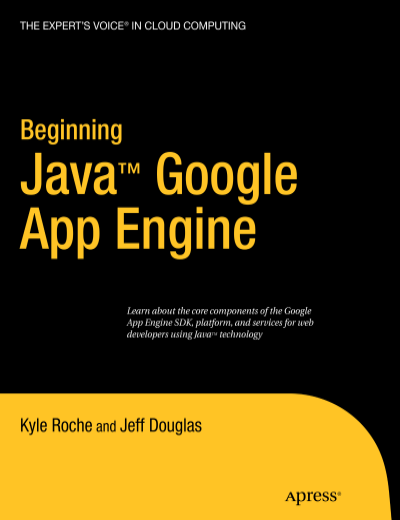 THE EXPERT'S VOICE® IN CLOUD COMPUTING
Beginning
Java™ Google
App Engine
Learn about the core components of the Google
App Engine SDK, platform, and services for web
developers using Java™ technology
Kyle Roche and Jeff Douglas
Apress®